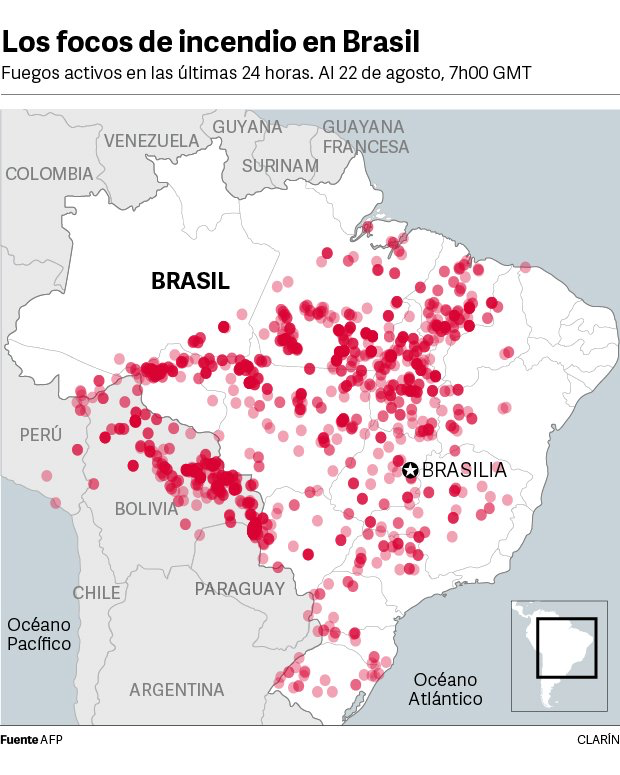 Los focos de incendio en Brasil
Fuegos activos en las últimas 24 horas. Al 22 de agosto, 7h00 GMT
GUYANA
GUAYANA
FRANCESA
VENEZUELA
SURINAM
COLOMBIA
BRASIL
PERÚ
BRASILIA
BOLIVIA
PARAGUAY
CHILE
Océano
Pacífico
Océano
Atlántico
ARGENTINA
Fuente AFP
CLARÍN